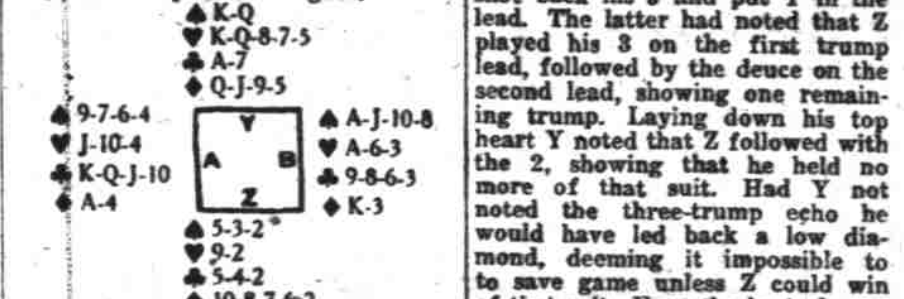 ♠ K-Q
♥ K-Q-8-7-5
♣ A-7
♦ Q-J-9-5
♠ 9-7-6-4
♥ J-10-4
♣ K-Q-J-10
♦ A-4
Y
A B
Z
♠ A-J-10-8
♥ A-6-3
♣ 9-8-6-3
♦ K-3
♠ 5-3-2
♥ 9-2
♣ 5-4-2
lead. The latter had noted that Z
played his 3 on the first trump
lead, followed by the deuce on the
second lead, showing one remain-
ing trump. Laying down his top
heart Y noted that Z followed with
the 2, showing that he held no
more of that suit. Had Y not
noted the three-trump echo he
would have led back a low dia-
mond, deeming it impossible to
to save game unless Z could win